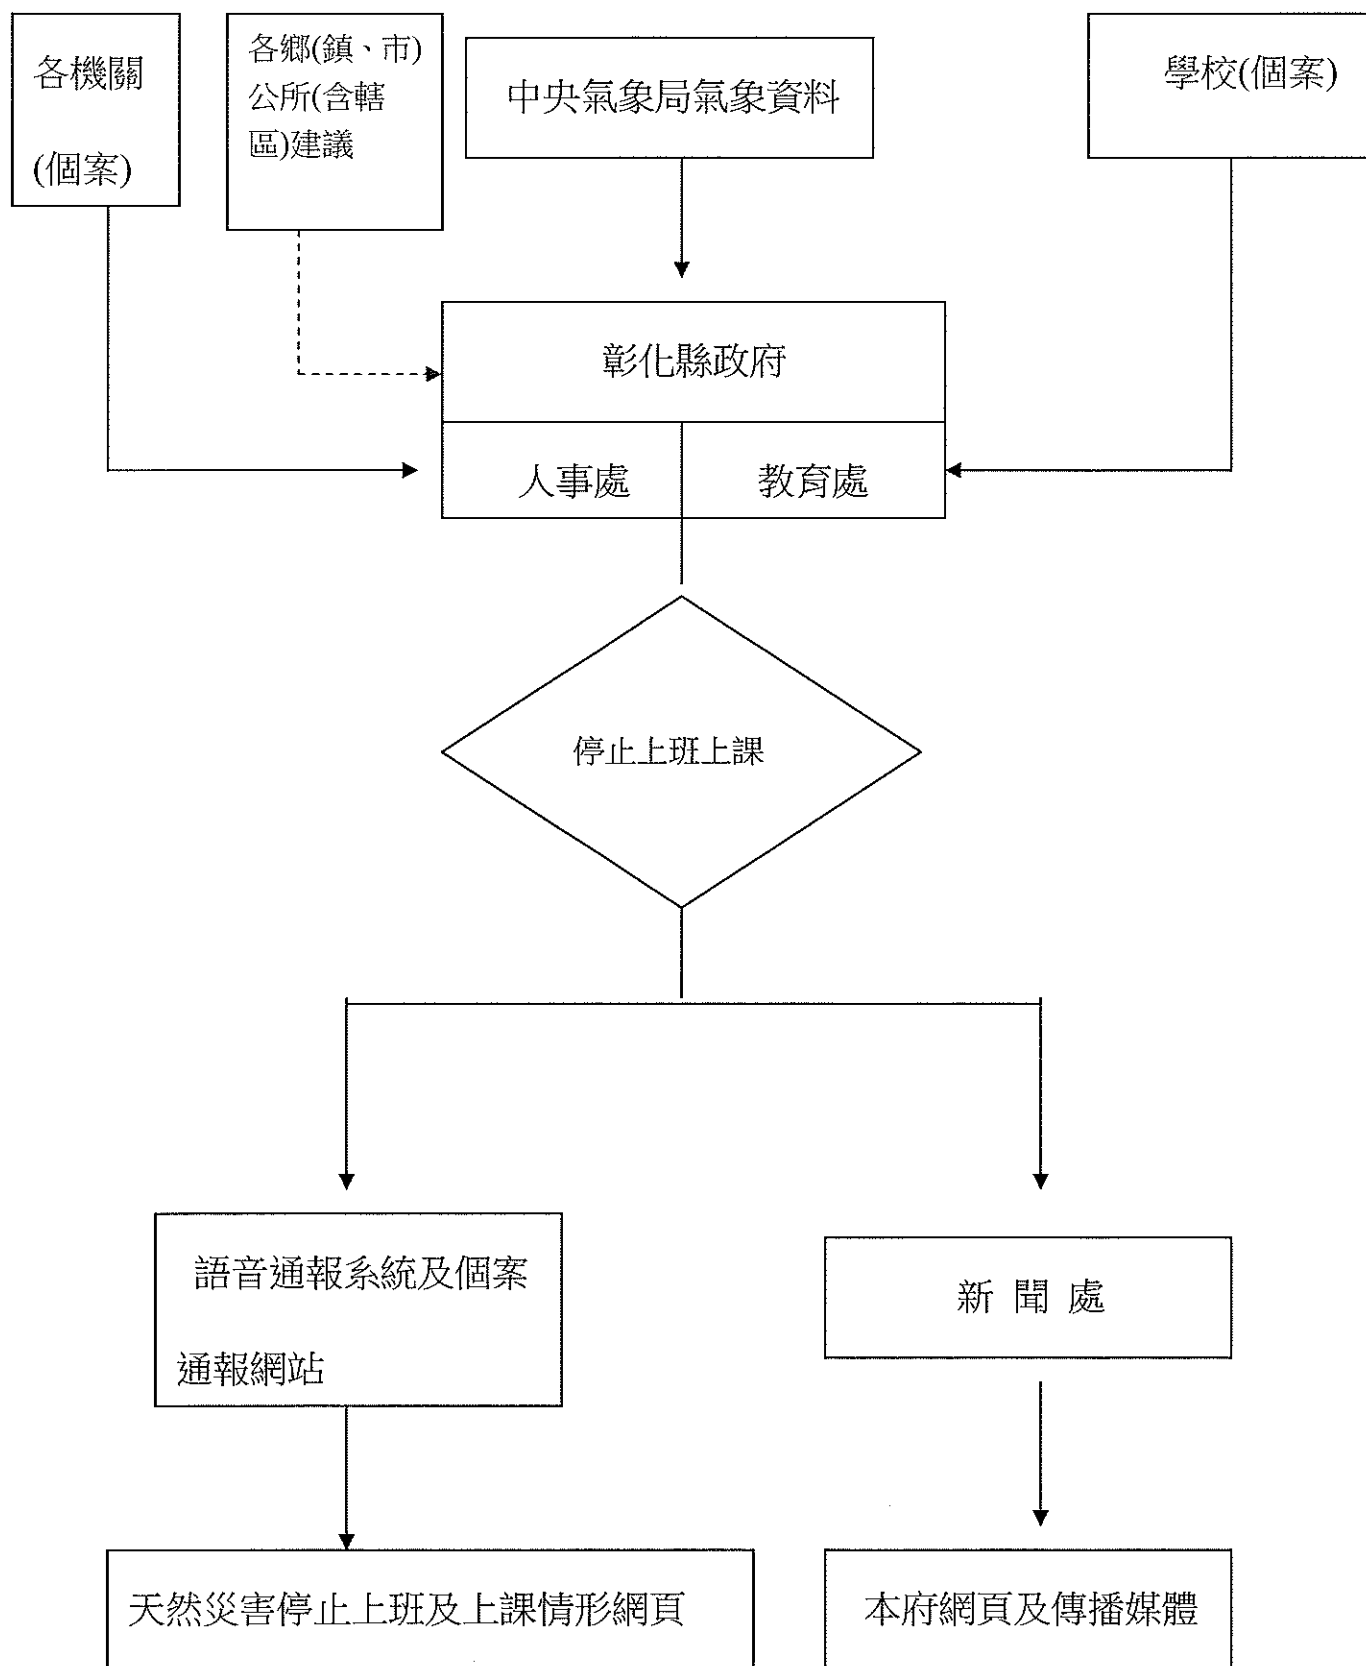 各機關
(個案)
各鄉(鎮、市)
公所(含轄
區)建議
中央氣象局氣象資料
學校(個案)
彰化縣政府
人事處
教育處
停止上班上課
語音通報系統及個案
通報網站
新 聞 處
天然災害停止上班及上課情形網頁
本府網頁及傳播媒體